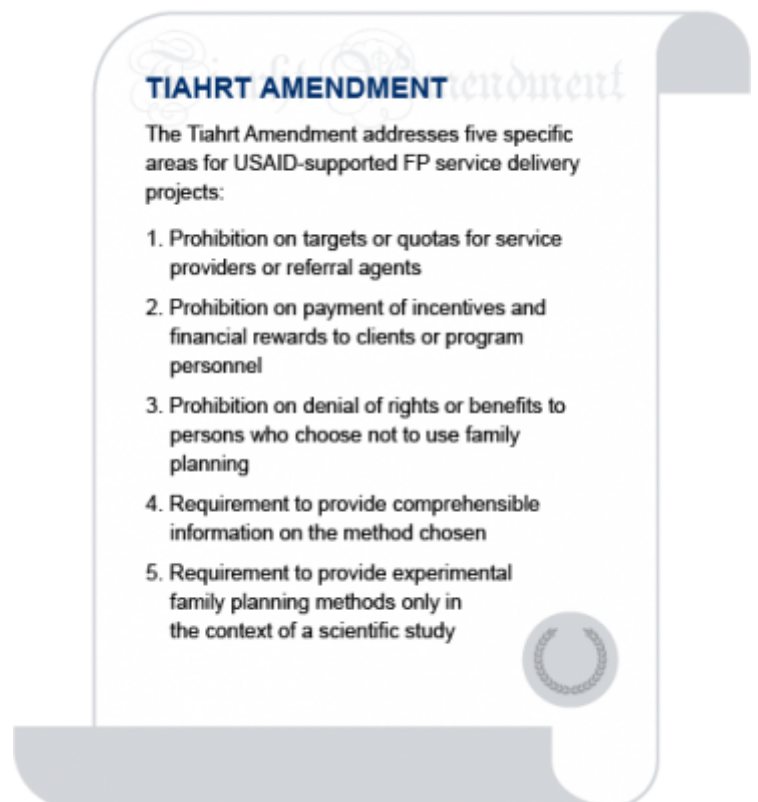 Tiahrt Amendment
TIAHRT AMENDMENT
The Tiahrt Amendment addresses five specific
areas for USAID-supported FP service delivery
projects:
1. Prohibition on targets or quotas for service
providers or referral agents
2. Prohibition on payment of incentives and
financial rewards to clients or program
personnel
3. Prohibition on denial of rights or benefits to
persons who choose not to use family
planning
4. Requirement to provide comprehensible
information on the method chosen
5. Requirement to provide experimental
family planning methods only in
the context of a scientific study